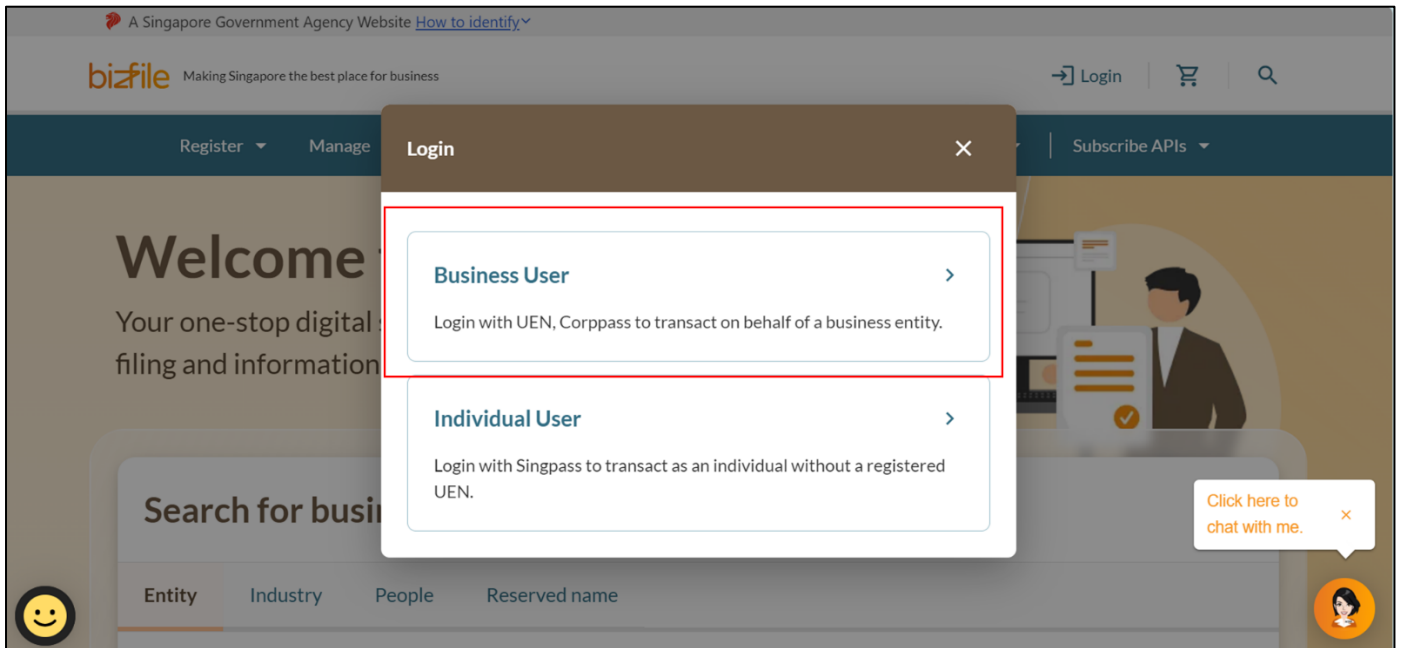 A Singapore Government Agency Website How to identify
bizfile Making Singapore the best place for business
Login
Register
Manage
Subscribe APIs
Login
Welcome
Your one-stop digital
filing and information
Business User
Login with UEN, Corppass to transact on behalf of a business entity.
Individual User
Login with Singpass to transact as an individual without a registered
UEN.
Search for busi
Click here to
chat with me.
Entity
Industry
People
Reserved name